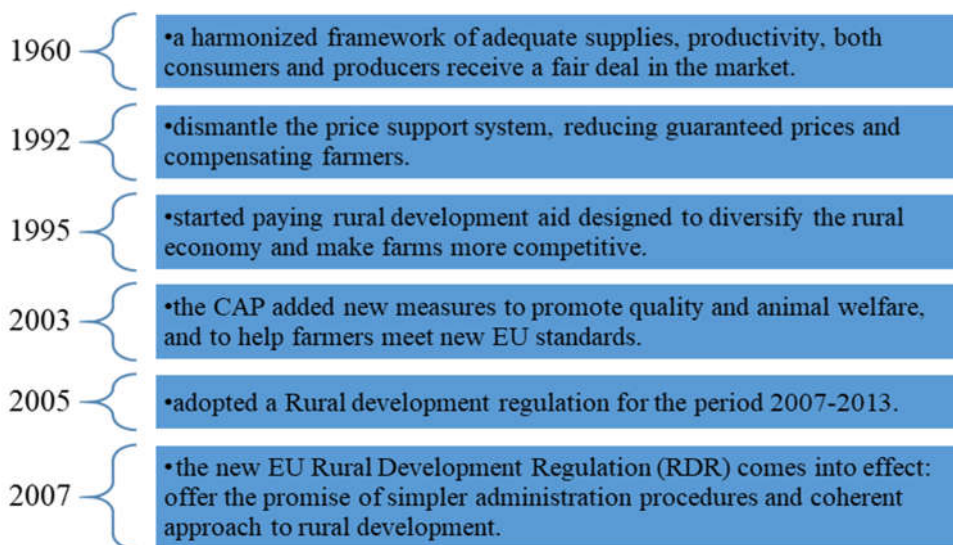 1960
•a harmonized framework of adequate supplies, productivity, both
consumers and producers receive a fair deal in the market.
1992
•dismantle the price support system, reducing guaranteed prices and
compensating farmers.
1995
•started paying rural development aid designed to diversify the rural
economy and make farms more competitive.
2003
•the CAP added new measures to promote quality and animal welfare,
and to help farmers meet new EU standards.
2005
•adopted a Rural development regulation for the period 2007-2013.
2007
•the new EU Rural Development Regulation (RDR) comes into effect:
offer the promise of simpler administration procedures and coherent
approach to rural development.